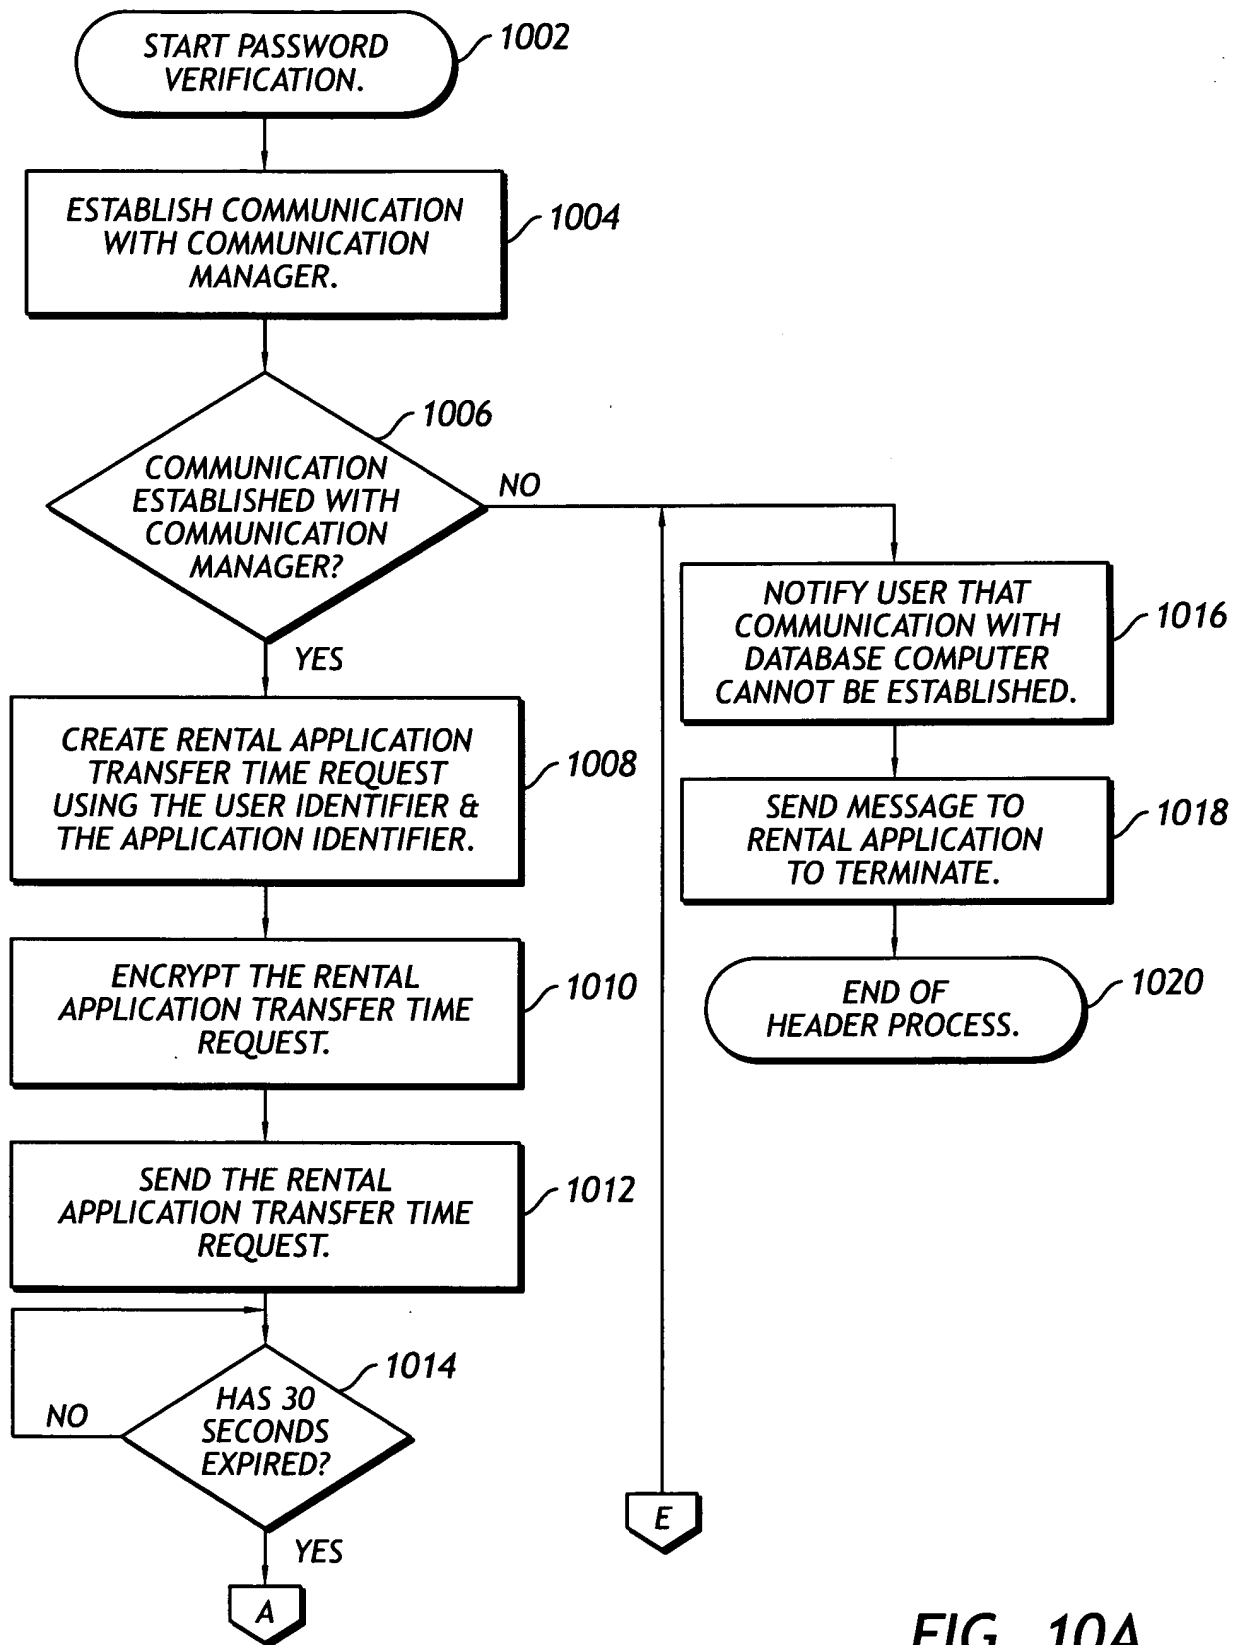 START PASSWORD
VERIFICATION.
1002
ESTABLISH COMMUNICATION
WITH COMMUNICATION
MANAGER.
1004
1006
COMMUNICATION
ESTABLISHED WITH
COMMUNICATION
MANAGER?
NO
YES
NOTIFY USER THAT
COMMUNICATION WITH
DATABASE COMPUTER
CANNOT BE ESTABLISHED.
1016
CREATE RENTAL APPLICATION
TRANSFER TIME REQUEST
USING THE USER IDENTIFIER &
THE APPLICATION IDENTIFIER.
1008
SEND MESSAGE TO
RENTAL APPLICATION
TO TERMINATE.
1018
ENCRYPT THE RENTAL
APPLICATION TRANSFER TIME
REQUEST.
1010
END OF
HEADER PROCESS.
1020
SEND THE RENTAL
APPLICATION TRANSFER TIME
REQUEST.
1012
1014
HAS 30
SECONDS
EXPIRED?
NO
YES
E
A
FIG. 10A